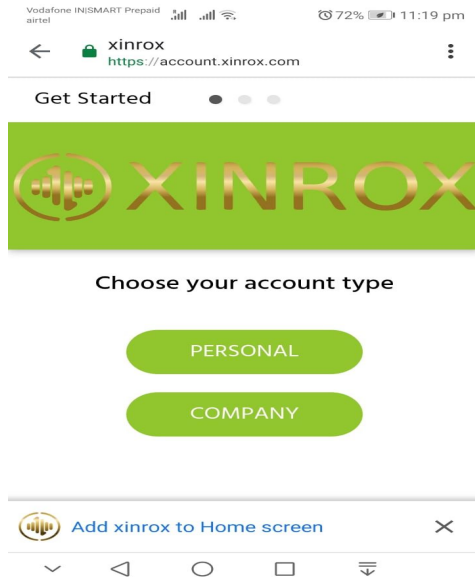 Vodafone IN|SMART Prepaid
airtel
72% 11:19 pm
xinrox
https://account.xinrox.com
Get Started
XINROX
Choose your account type
PERSONAL
COMPANY
Add xinrox to Home screen